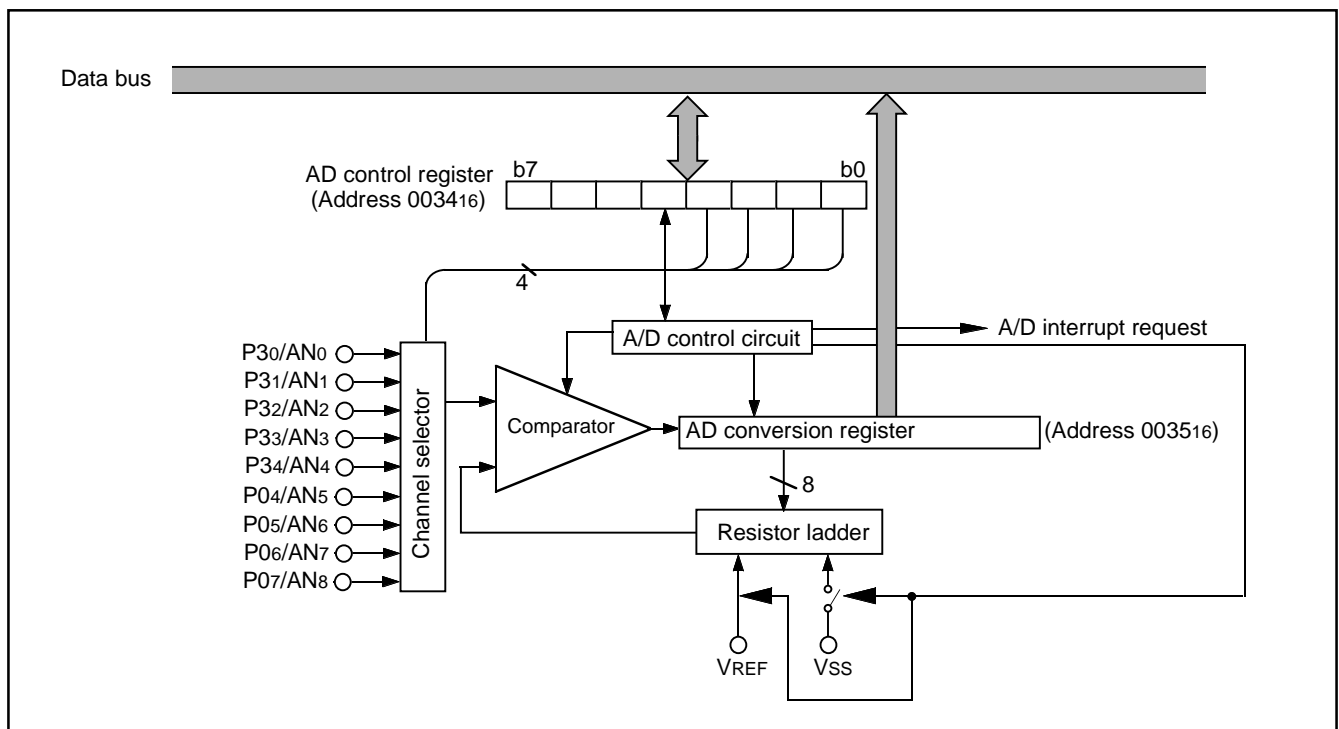 Data bus
AD control register
(Address 003416)
b7
b0
4
A/D control circuit
A/D interrupt request
P30/AN0
P31/AN1
P32/AN2
P33/AN3
P34/AN4
P04/AN5
P05/AN6
P06/AN7
P07/AN8
Channel selector
Comparator
AD conversion register
(Address 003516)
8
Resistor ladder
VREF
VSS